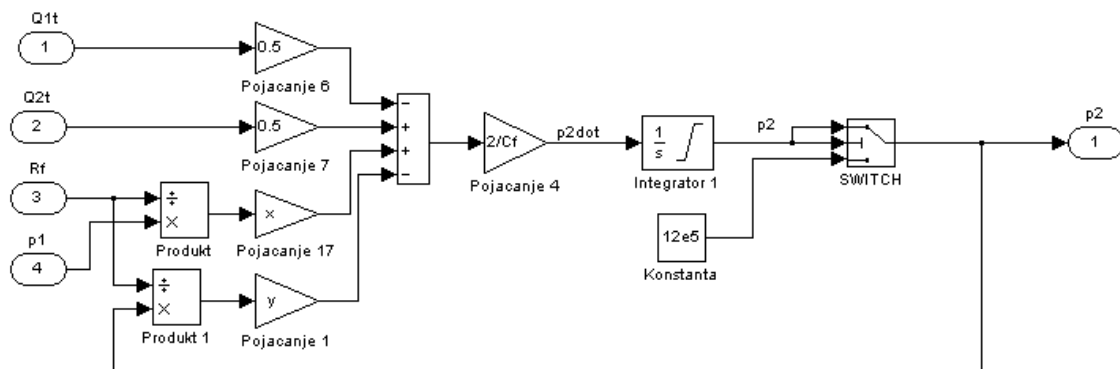 Q1t
1
0.5
Pojacanje 6
Q2t
2
0.5
Pojacanje 7
Rf
3
÷
×
Produkt
×
Pojacanje 17
p1
4
÷
×
Produkt 1
y
Pojacanje 1
−
+
+
−
2/Cf
Pojacanje 4
p2dot
1
s
Integrator 1
p2
12e5
Konstanta
SWITCH
p2
1